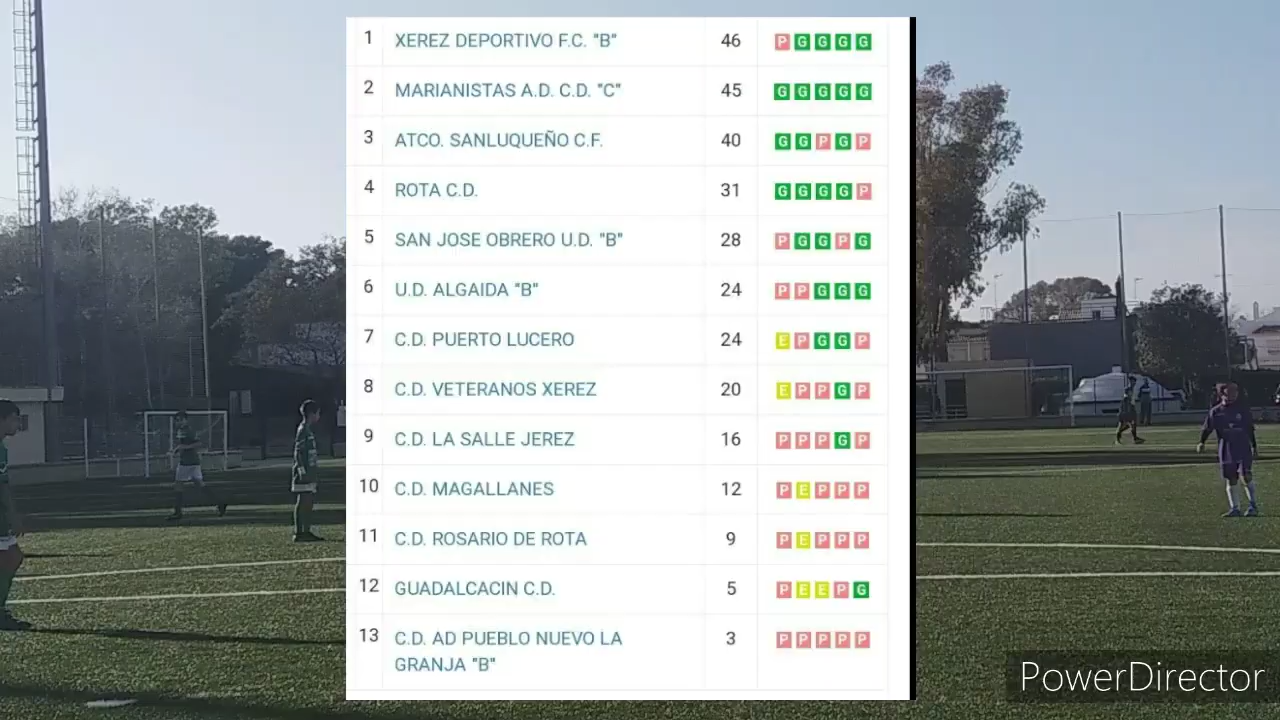 1 XEREZ DEPORTIVO F.C. "B" 46 P G G G G
2 MARIANISTAS A.D. C.D. "C" 45 G G G G G
3 ATCO. SANLUQUEÑO C.F. 40 G G P G P
4 ROTA C.D. 31 G G G G P
5 SAN JOSE OBRERO U.D. "B" 28 P G G P G
6 U.D. ALGAIDA "B" 24 P P G G G
7 C.D. PUERTO LUCERO 24 E P G G P
8 C.D. VETERANOS XEREZ 20 E P P G P
9 C.D. LA SALLE JEREZ 16 P P P G P
10 C.D. MAGALLANES 12 P E P P P
11 C.D. ROSARIO DE ROTA 9 P E P P P
12 GUADALCACIN C.D. 5 P E E P G
13 C.D. AD PUEBLO NUEVO LA 3 P P P P P
GRANJA "B"
PowerDirector